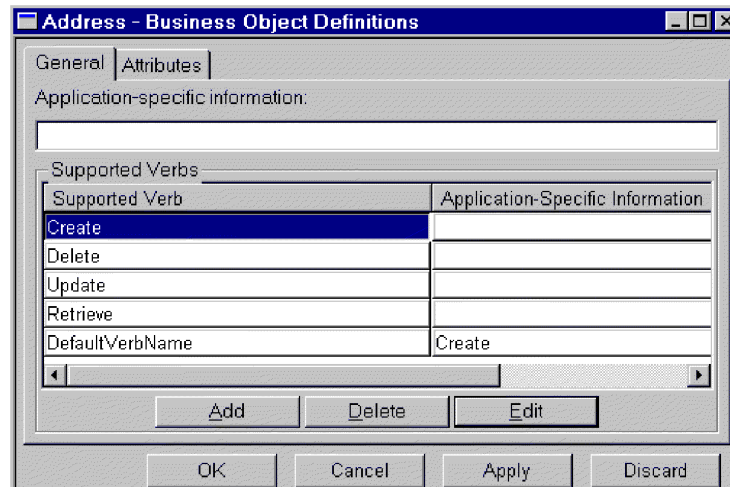 Address - Business Object Definitions
General Attributes
Application-specific information:
Supported Verbs
Supported Verb Application-Specific Information
Create
Delete
Update
Retrieve
DefaultVerbName Create
Add Delete Edit
OK Cancel Apply Discard